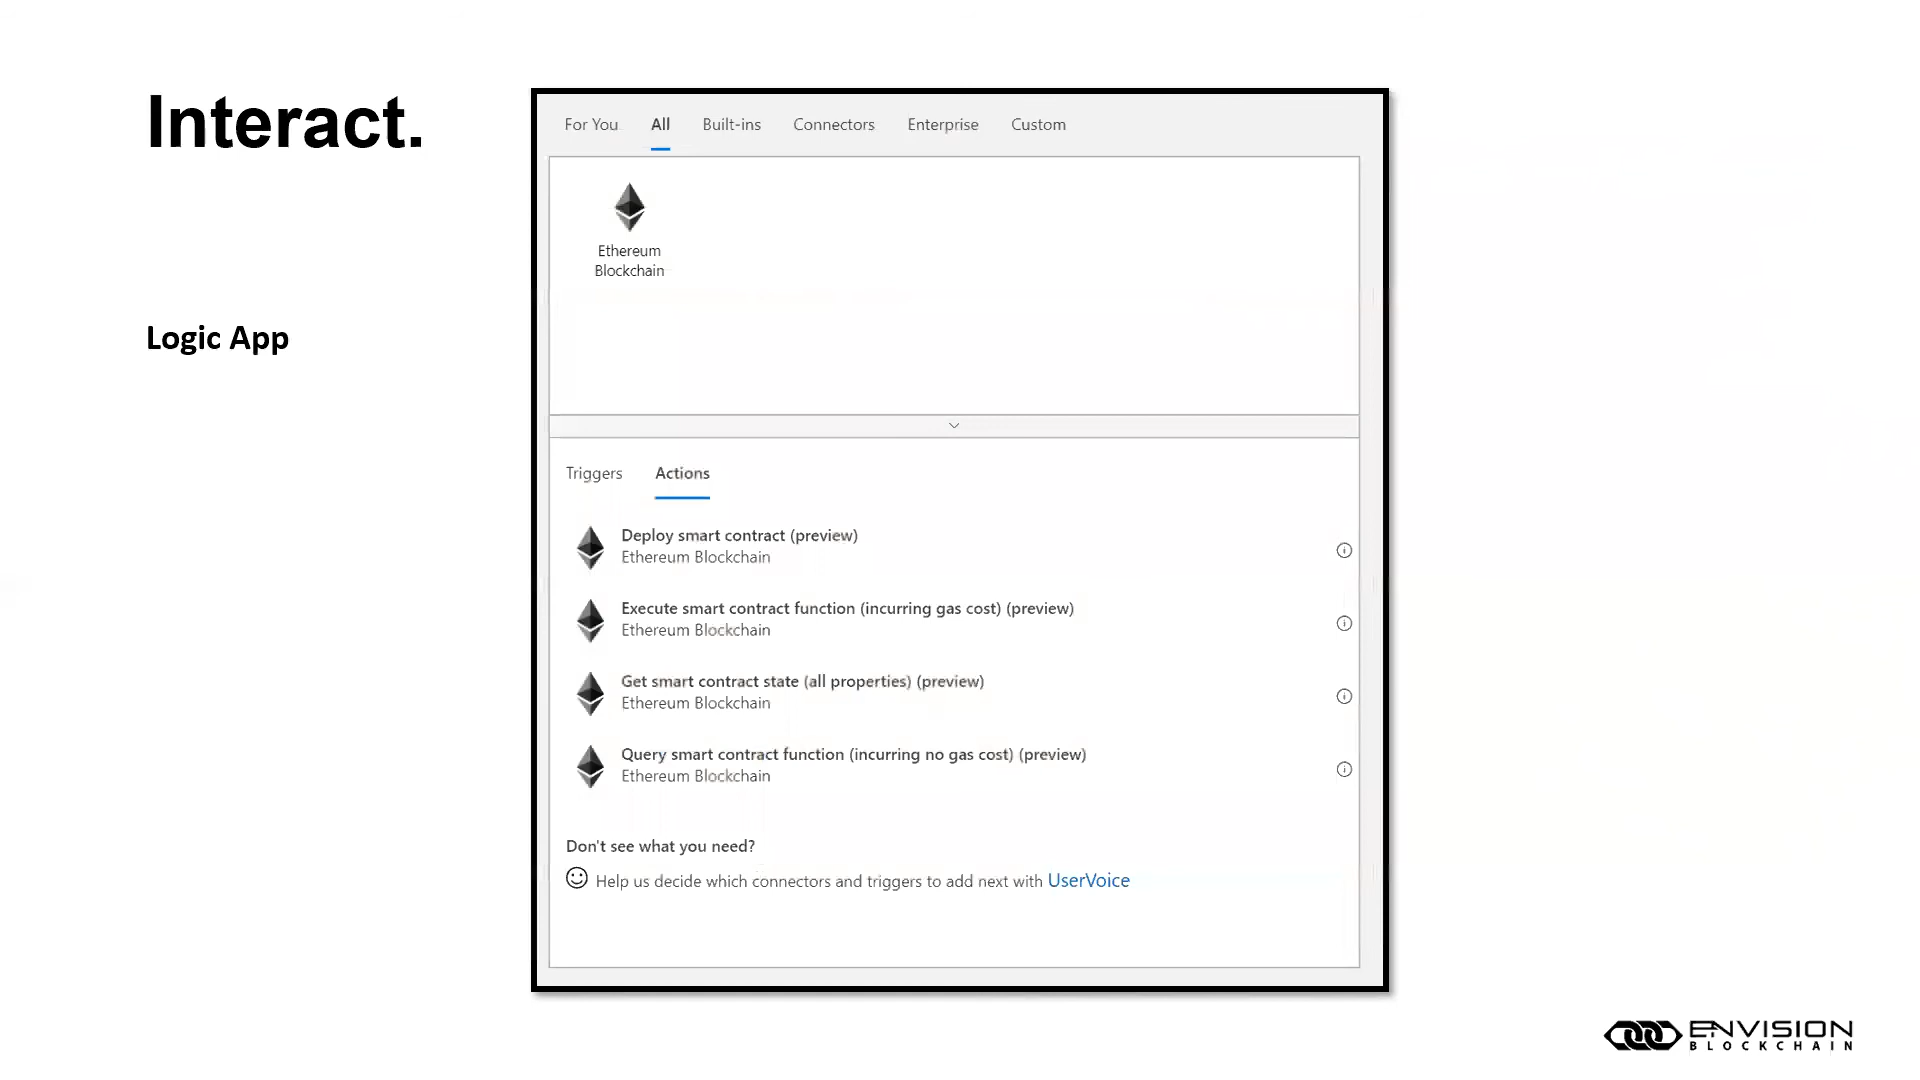 Interact.
Logic App
For You All Built-ins Connectors Enterprise Custom
Ethereum
Blockchain
Triggers Actions
Deploy smart contract (preview)
Ethereum Blockchain
Execute smart contract function (incurring gas cost) (preview)
Ethereum Blockchain
Get smart contract state (all properties) (preview)
Ethereum Blockchain
Query smart contract function (incurring no gas cost) (preview)
Ethereum Blockchain
Don't see what you need?
Help us decide which connectors and triggers to add next with UserVoice
ENVISION
BLOCKCHAIN